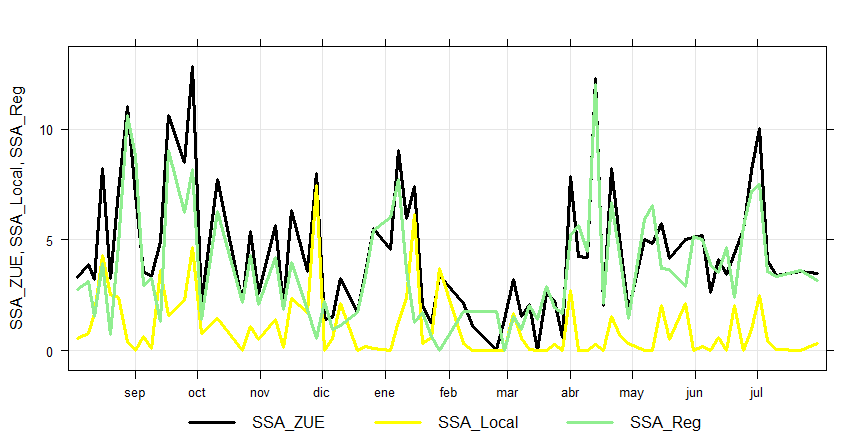 SSA_ZUE, SSA_Local, SSA_Reg
10
5
0
sep oct nov dic ene feb mar abr may jun jul
SSA_ZUE SSA_Local SSA_Reg